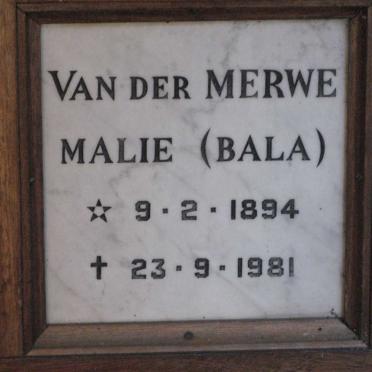 VAN DER MERWE
MALIE (BALA)
☆ 9·2·1894
✝ 23·9·1981